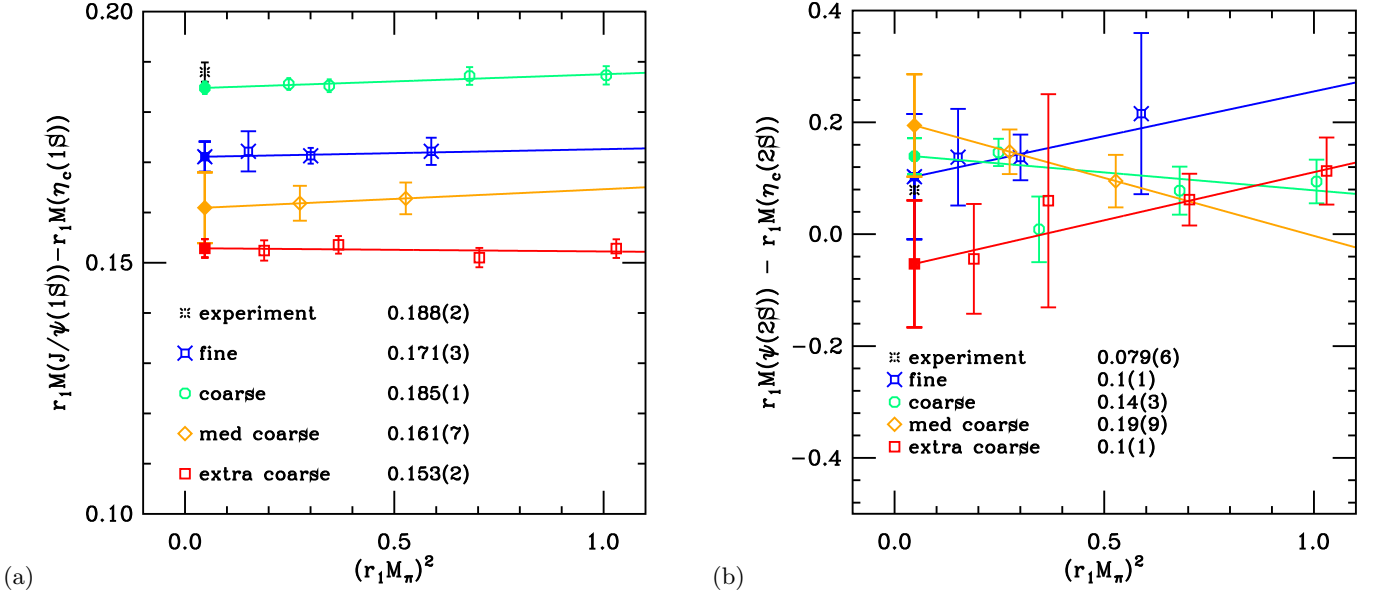 0.20
0.15
0.10
r₁M(J/ψ(1S))−r₁M(η_c(1S))
experiment 0.188(2)
fine 0.171(3)
coarse 0.185(1)
med coarse 0.161(7)
extra coarse 0.153(2)
0.0 0.5 1.0
(r₁M_π)²
(a)
0.4
0.2
0.0
−0.2
−0.4
r₁M(ψ(2S)) − r₁M(η_c(2S))
experiment 0.079(6)
fine 0.1(1)
coarse 0.14(3)
med coarse 0.19(9)
extra coarse 0.1(1)
0.0 0.5 1.0
(r₁M_π)²
(b)